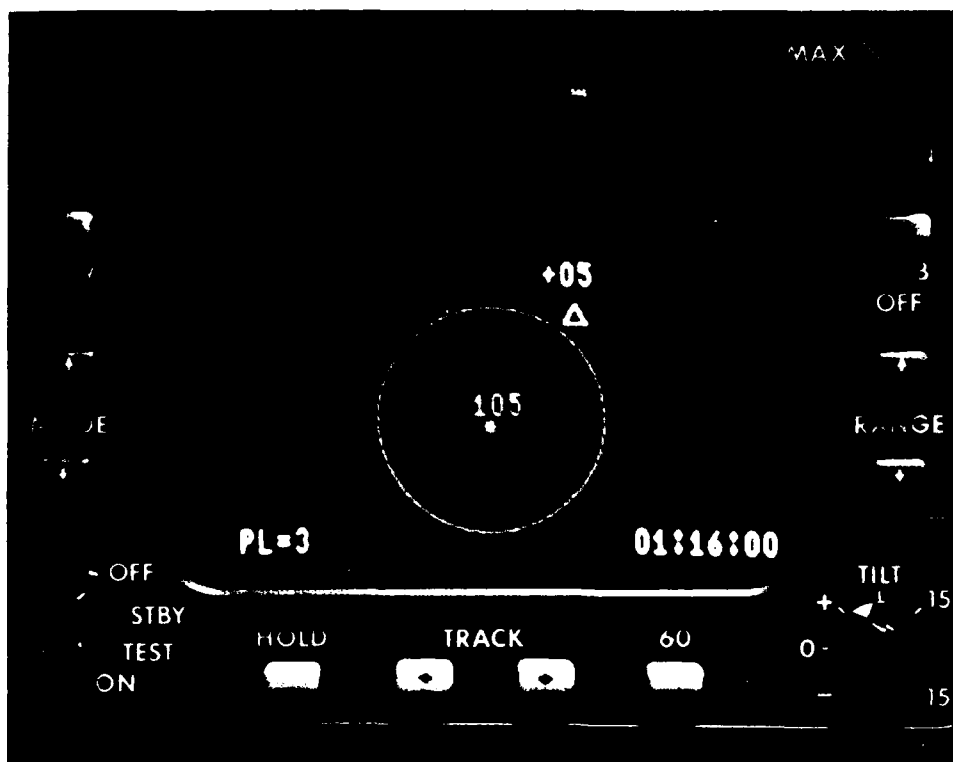 MAX
+05
OFF
105
RANGE
PL=3
01:16:00
OFF
STBY
TEST
ON
HOLD
TRACK
60
TILT
+
15
0-
-
15